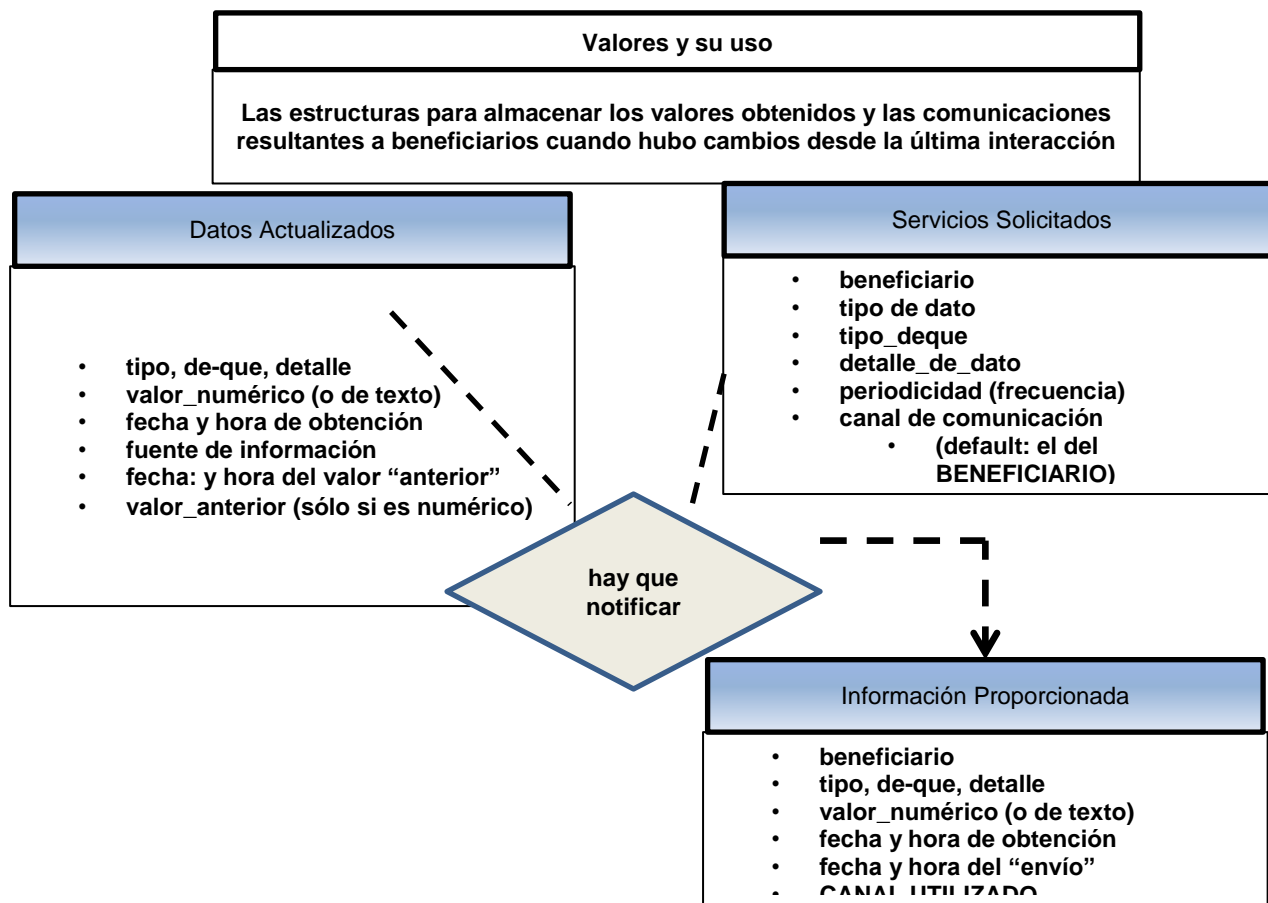 Valores y su uso
Las estructuras para almacenar los valores obtenidos y las comunicaciones
resultantes a beneficiarios cuando hubo cambios desde la última interacción
Datos Actualizados
• tipo, de-que, detalle
• valor_numérico (o de texto)
• fecha y hora de obtención
• fuente de información
• fecha: y hora del valor “anterior”
• valor_anterior (sólo si es numérico)
Servicios Solicitados
• beneficiario
• tipo de dato
• tipo_deque
• detalle_de_dato
• periodicidad (frecuencia)
• canal de comunicación
• (default: el del
BENEFICIARIO)
hay que
notificar
Información Proporcionada
• beneficiario
• tipo, de-que, detalle
• valor_numérico (o de texto)
• fecha y hora de obtención
• fecha y hora del “envío”
• CANAL UTILIZADO